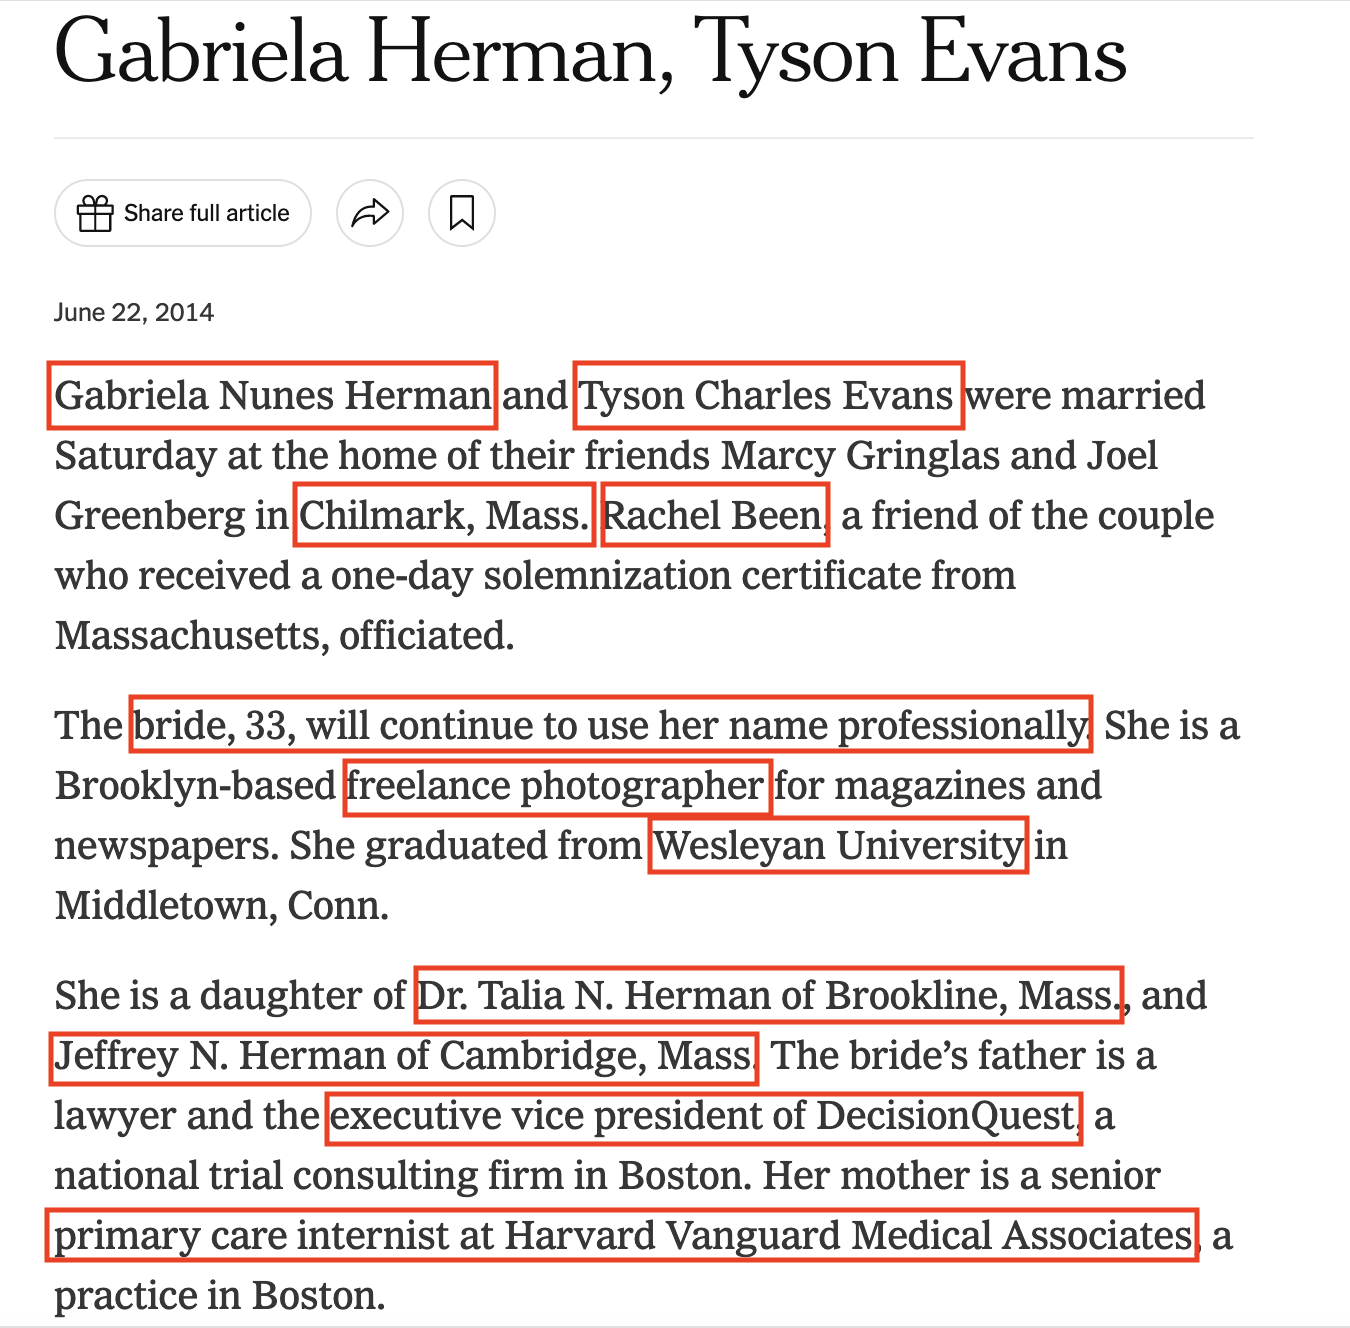 Gabriela Herman, Tyson Evans
Share full article
June 22, 2014
Gabriela Nunes Herman and Tyson Charles Evans were married
Saturday at the home of their friends Marcy Gringlas and Joel
Greenberg in Chilmark, Mass. Rachel Been, a friend of the couple
who received a one-day solemnization certificate from
Massachusetts, officiated.
The bride, 33, will continue to use her name professionally. She is a
Brooklyn-based freelance photographer for magazines and
newspapers. She graduated from Wesleyan University in
Middletown, Conn.
She is a daughter of Dr. Talia N. Herman of Brookline, Mass., and
Jeffrey N. Herman of Cambridge, Mass. The bride’s father is a
lawyer and the executive vice president of DecisionQuest, a
national trial consulting firm in Boston. Her mother is a senior
primary care internist at Harvard Vanguard Medical Associates, a
practice in Boston.